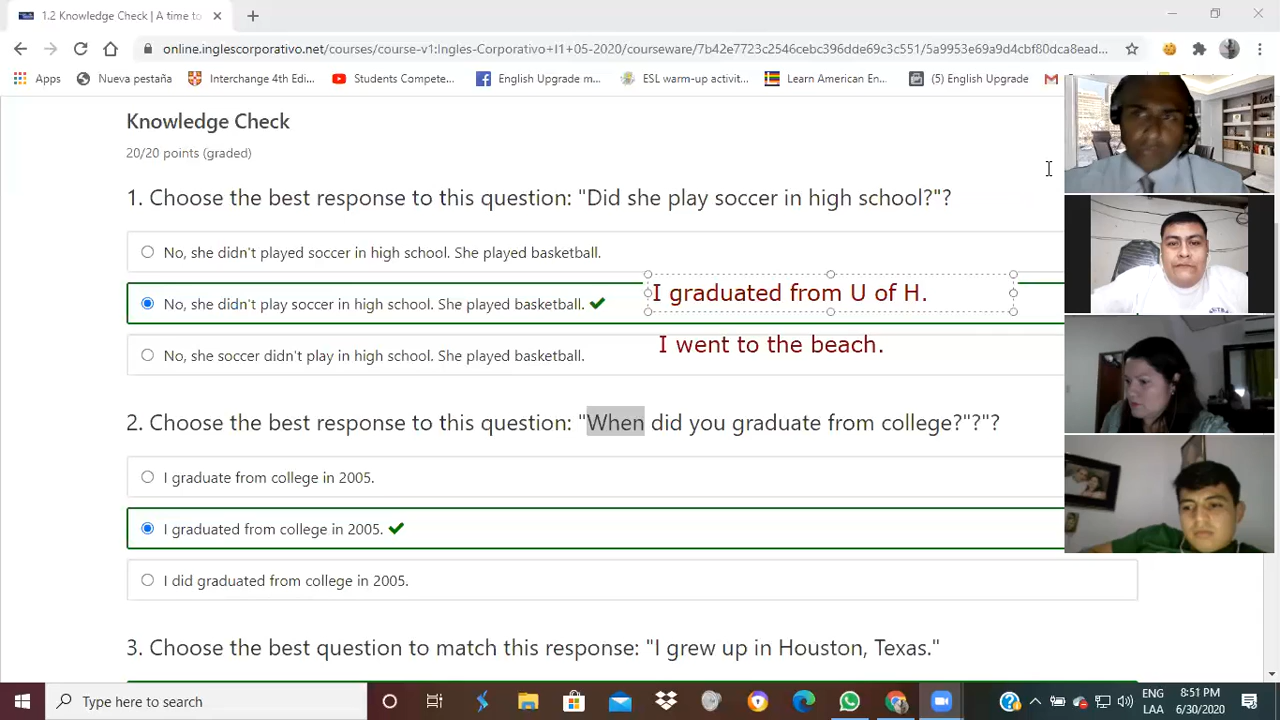 1.2 Knowledge Check | A time to
online.inglescorporativo.net/courses/course-v1:Ingles-Corporativo+I1+05-2020/courseware/7b42e7723c2546cebc396dde69c3c551/5a9953e69a9d4cbf80dca8ead...
Apps Nueva pestaña Interchange 4th Edi... Students Compete... English Upgrade m... ESL warm-up activit... Learn American En... (5) English Upgrade
Knowledge Check
20/20 points (graded)
1. Choose the best response to this question: "Did she play soccer in high school?"?
No, she didn't played soccer in high school. She played basketball.
I graduated from U of H.
No, she didn't play soccer in high school. She played basketball.
I went to the beach.
No, she soccer didn't play in high school. She played basketball.
2. Choose the best response to this question: "When did you graduate from college?"?"?
I graduate from college in 2005.
I graduated from college in 2005.
I did graduated from college in 2005.
3. Choose the best question to match this response: "I grew up in Houston, Texas."
Type here to search
ENG
LAA
8:51 PM
6/30/2020